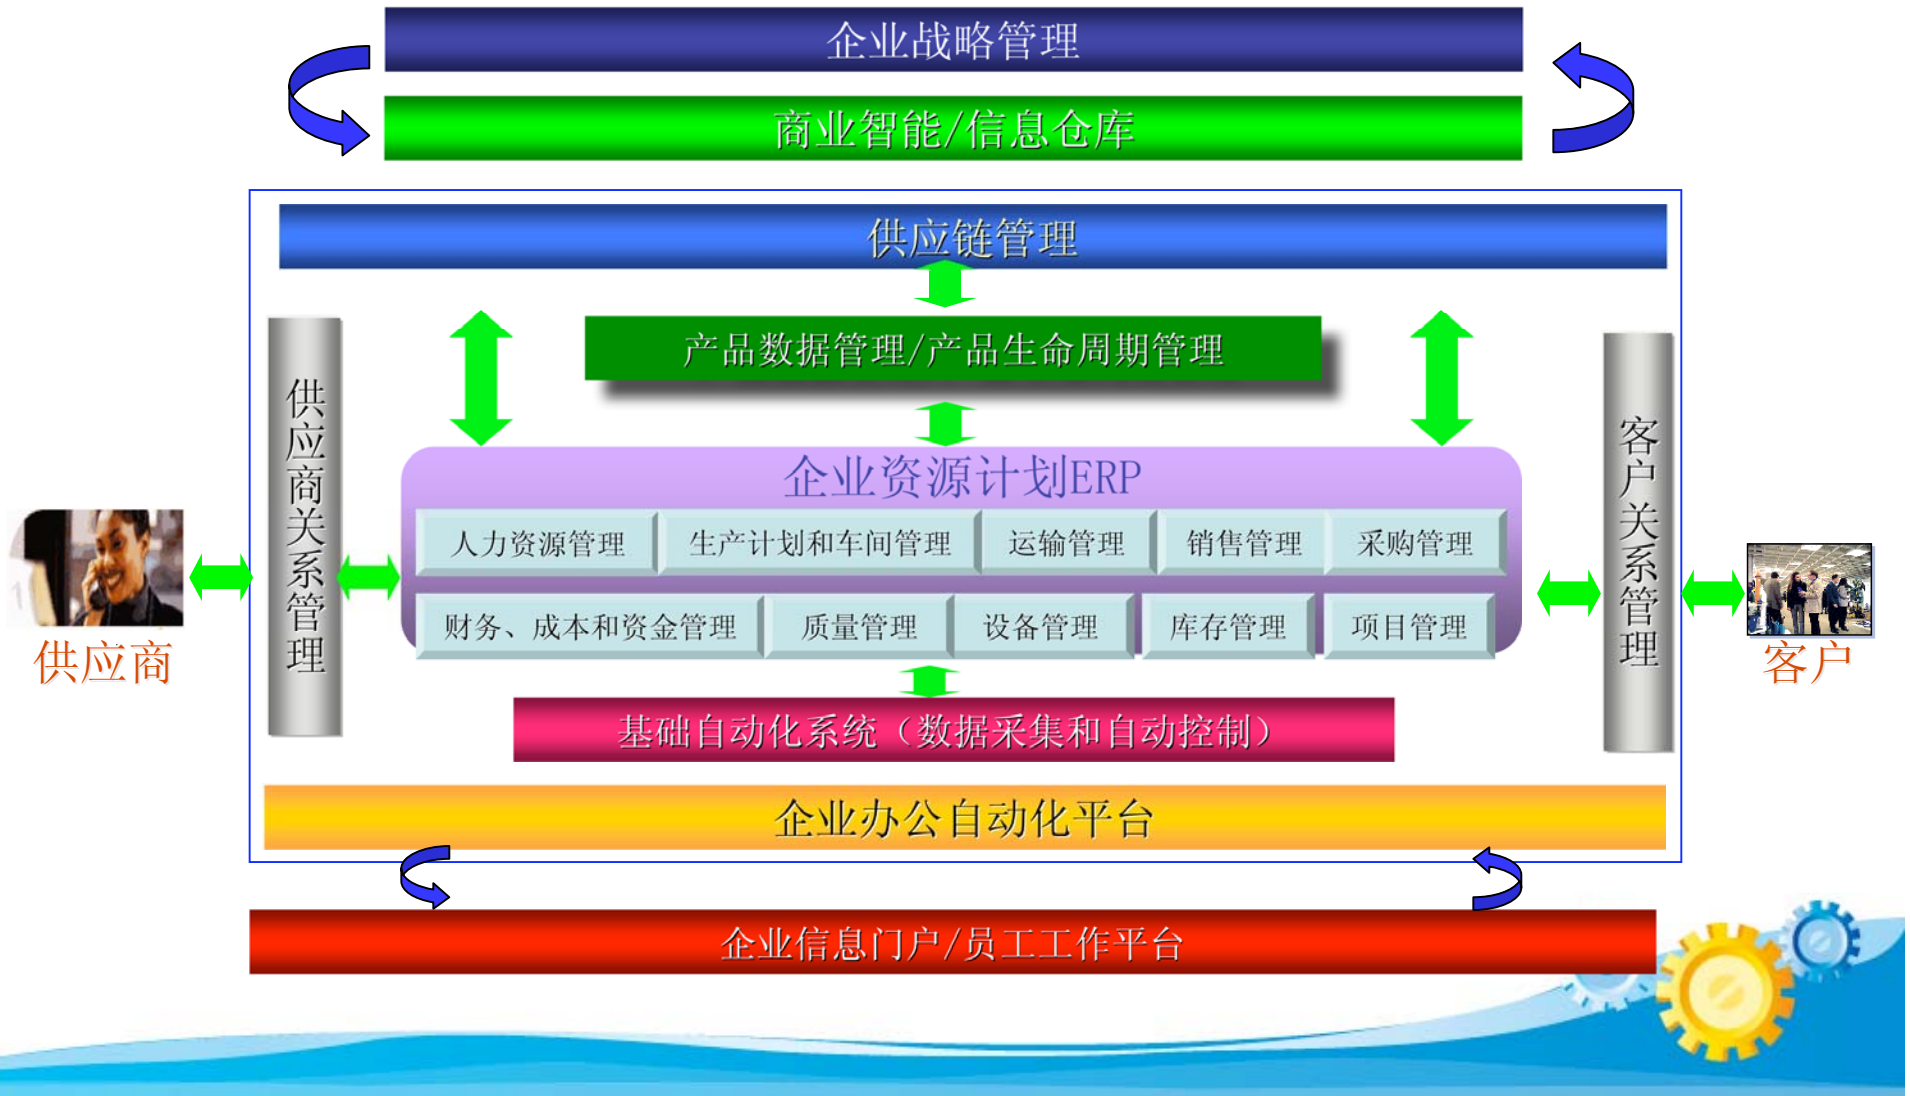 企业战略管理
商业智能/信息仓库
供应链管理
产品数据管理/产品生命周期管理
供应商关系管理
客户关系管理
企业资源计划ERP
人力资源管理
生产计划和车间管理
运输管理
销售管理
采购管理
财务、成本和资金管理
质量管理
设备管理
库存管理
项目管理
供应商
客户
基础自动化系统（数据采集和自动控制）
企业办公自动化平台
企业信息门户/员工工作平台